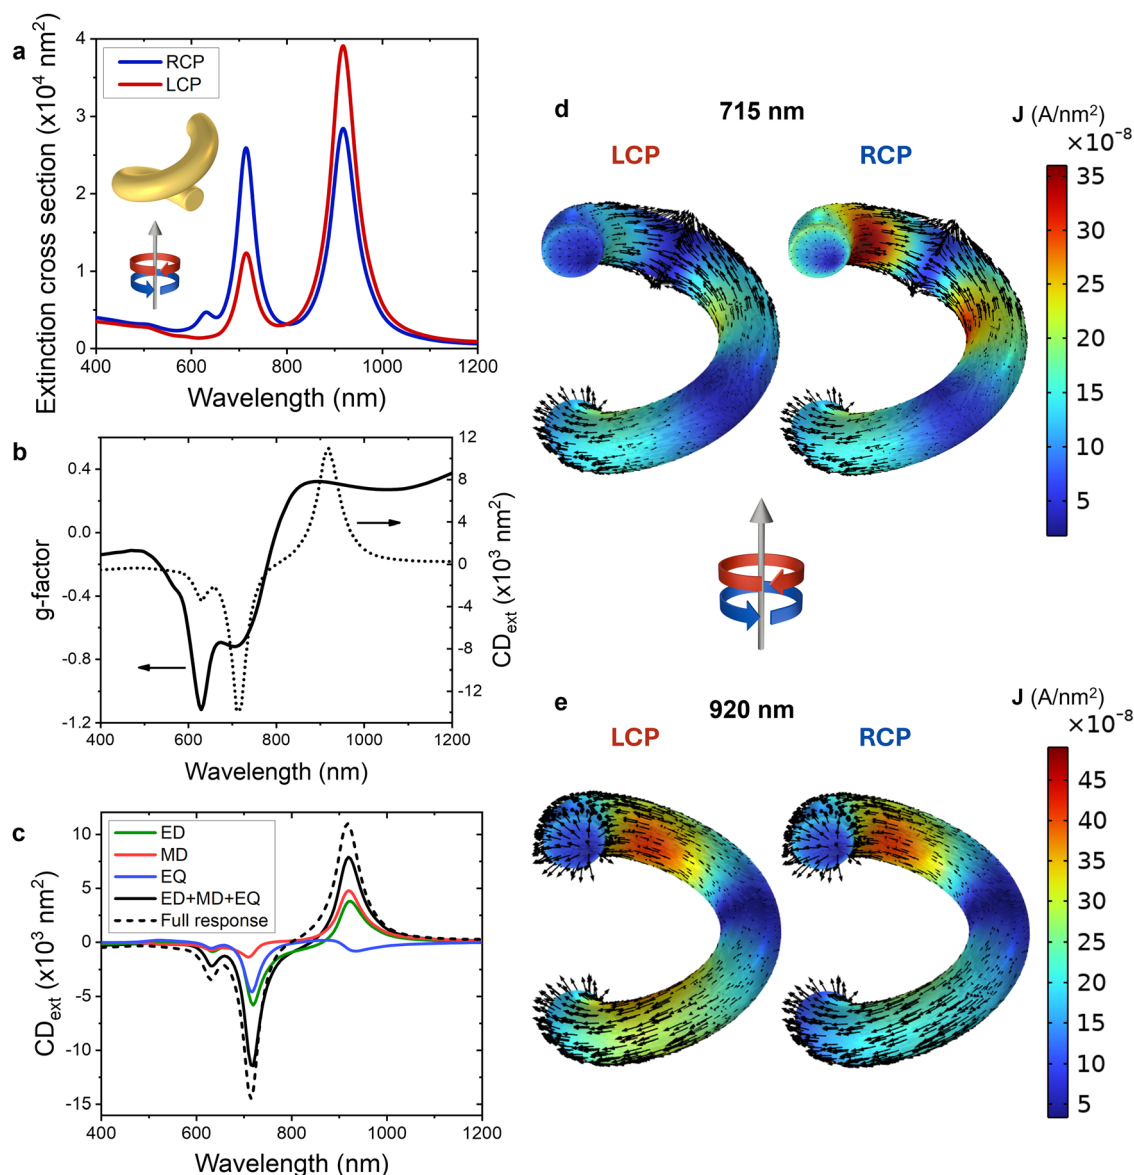 a
Extinction cross section (x10⁴ nm²)
4
3
2
1
0
RCP
LCP
400 600 800 1000 1200
Wavelength (nm)
b
g-factor
0.4
0.0
-0.4
-0.8
-1.2
12
8
4
0
-4
-8
-12
CDext (x10³ nm²)
400 600 800 1000 1200
Wavelength (nm)
c
CDext (x10³ nm²)
10
5
0
-5
-10
-15
ED
MD
EQ
ED+MD+EQ
Full response
400 600 800 1000 1200
Wavelength (nm)
d
715 nm
LCP RCP
J (A/nm²)
×10⁻⁸
35
30
25
20
15
10
5
e
920 nm
LCP RCP
J (A/nm²)
×10⁻⁸
45
40
35
30
25
20
15
10
5